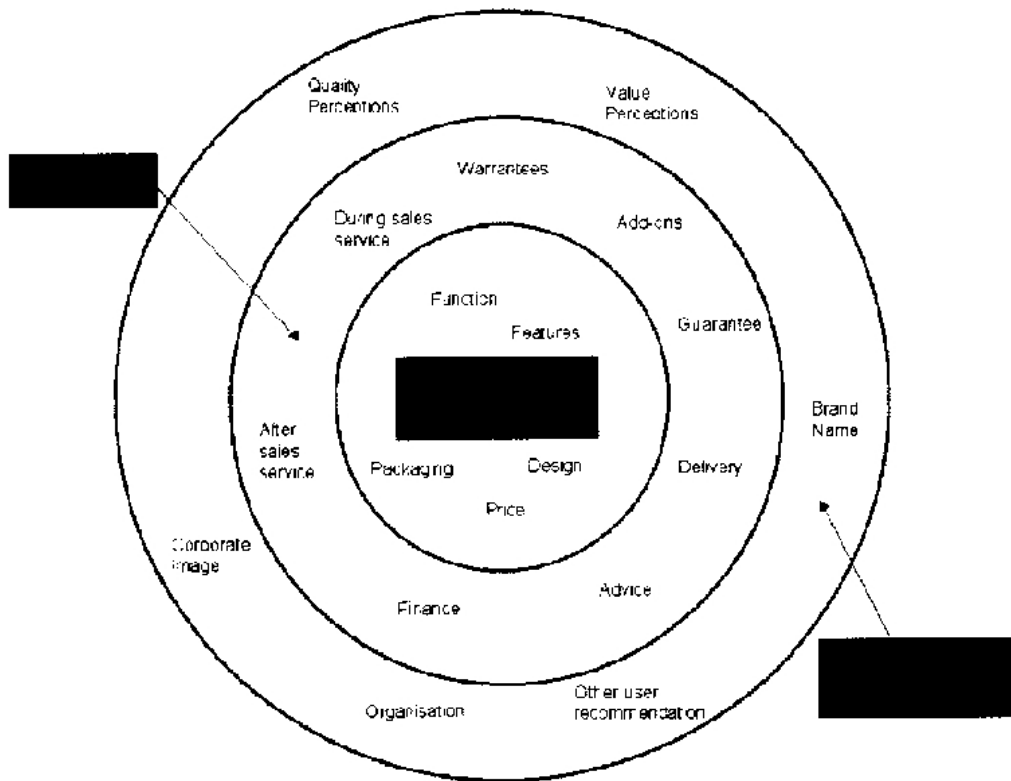 Quality
Perceptions
Value
Perceptions
Warrantees
During sales
service
Add-ons
Function
Features
Guarantee
After
sales
service
Packaging
Design
Delivery
Brand
Name
Price
Corporate
image
Finance
Advice
Organisation
Other user
recommendation